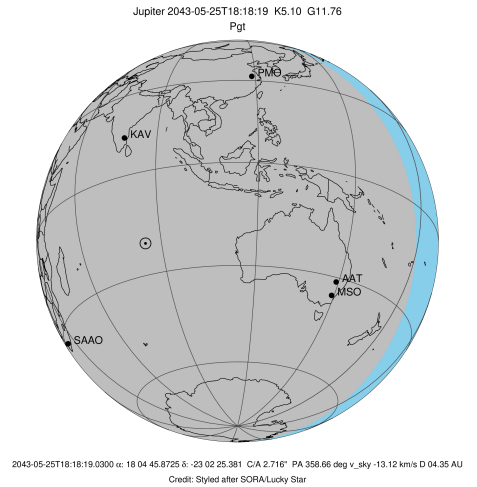 Jupiter 2043-05-25T18:18:19 K5.10 G11.76
Pgt
PMO
KAV
AAT
MSO
SAAO
2043-05-25T18:18:19.0300 α: 18 04 45.8725 δ: -23 02 25.381 C/A 2.716" PA 358.66 deg v_sky -13.12 km/s D 04.35 AU
Credit: Styled after SORA/Lucky Star